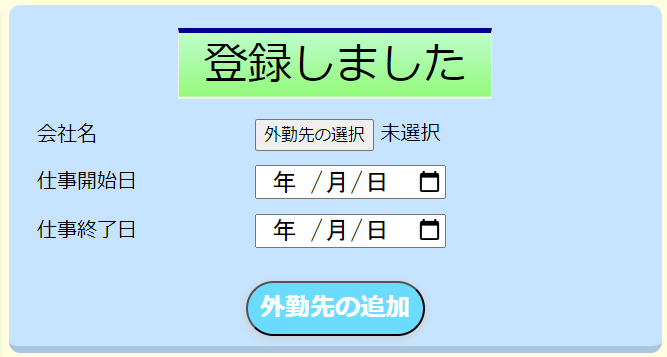 登録しました
会社名 外勤先の選択 未選択
仕事開始日 年 /月/日
仕事終了日 年 /月/日
外勤先の追加